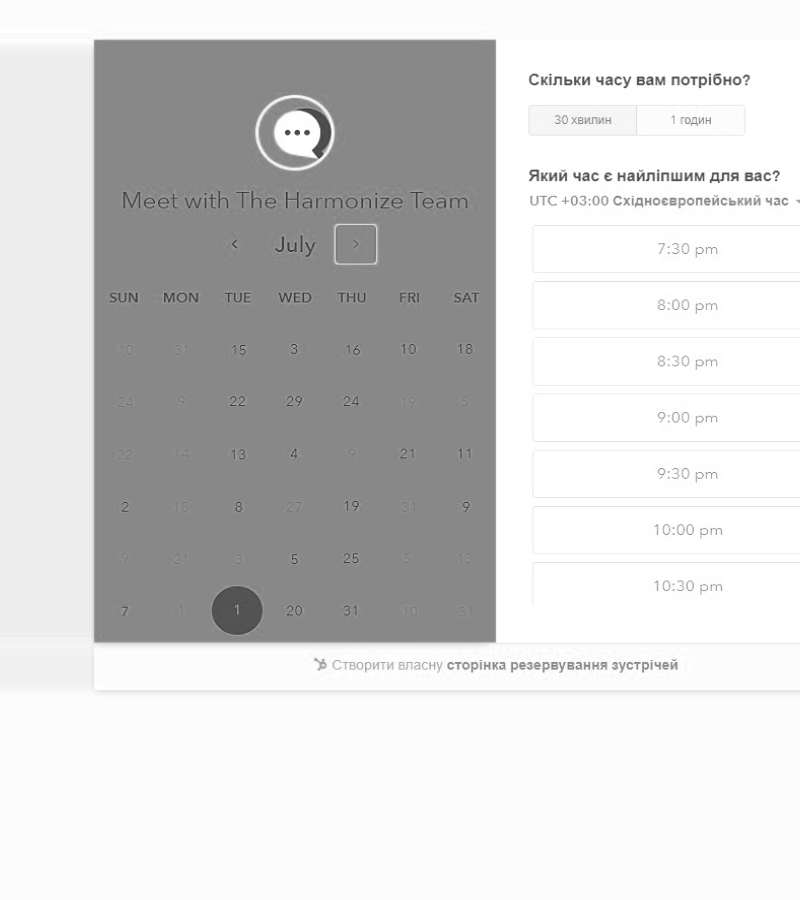 Meet with The Harmonize Team
July
SUN MON TUE WED THU FRI SAT
10 31 15 3 16 10 18
24 9 22 29 24 19 5
22 14 13 4 9 21 11
2 18 8 27 19 31 9
9 21 3 5 25 5 13
7 1 1 20 31 10 31
Скільки часу вам потрібно?
30 хвилин 1 годин
Який час є найліпшим для вас?
UTC +03:00 Східноєвропейський час
7:30 pm
8:00 pm
8:30 pm
9:00 pm
9:30 pm
10:00 pm
10:30 pm
Створити власну сторінка резервування зустрічей